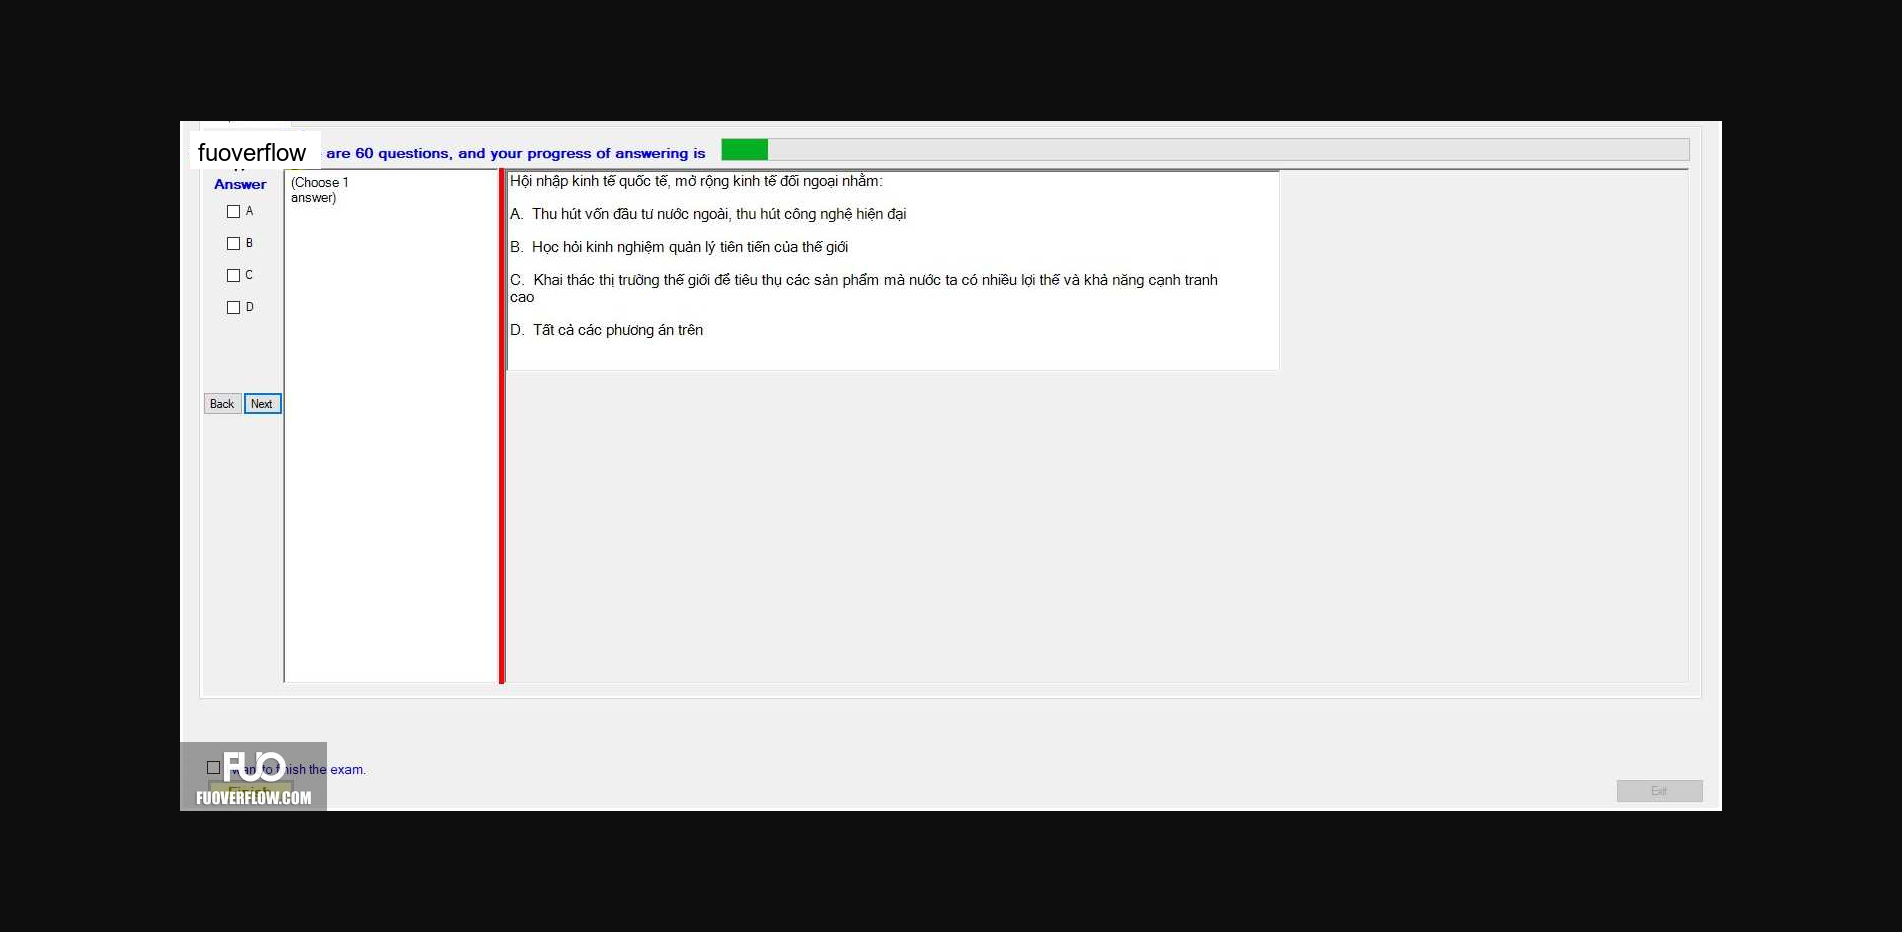 fuoverflow are 60 questions, and your progress of answering is
Answer
(Choose 1
answer)
A
B
C
D
Back Next
Hội nhập kinh tế quốc tế, mở rộng kinh tế đối ngoại nhằm:
A. Thu hút vốn đầu tư nước ngoài, thu hút công nghệ hiện đại
B. Học hỏi kinh nghiệm quản lý tiên tiến của thế giới
C. Khai thác thị trường thế giới để tiêu thụ các sản phẩm mà nước ta có nhiều lợi thế và khả năng cạnh tranh
cao
D. Tất cả các phương án trên
want to finish the exam.
Finish
FUO
FUOVERFLOW.COM
Exit